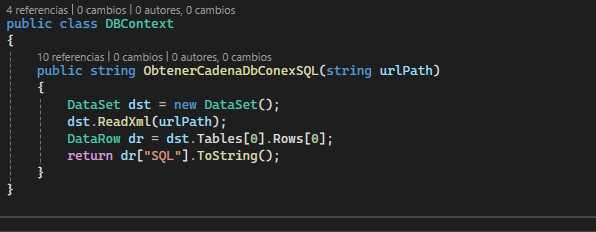 4 referencias | 0 cambios | 0 autores, 0 cambios
public class DBContext
{
10 referencias | 0 cambios | 0 autores, 0 cambios
public string ObtenerCadenaDbConexSQL(string urlPath)
{
DataSet dst = new DataSet();
dst.ReadXml(urlPath);
DataRow dr = dst.Tables[0].Rows[0];
return dr["SQL"].ToString();
}
}